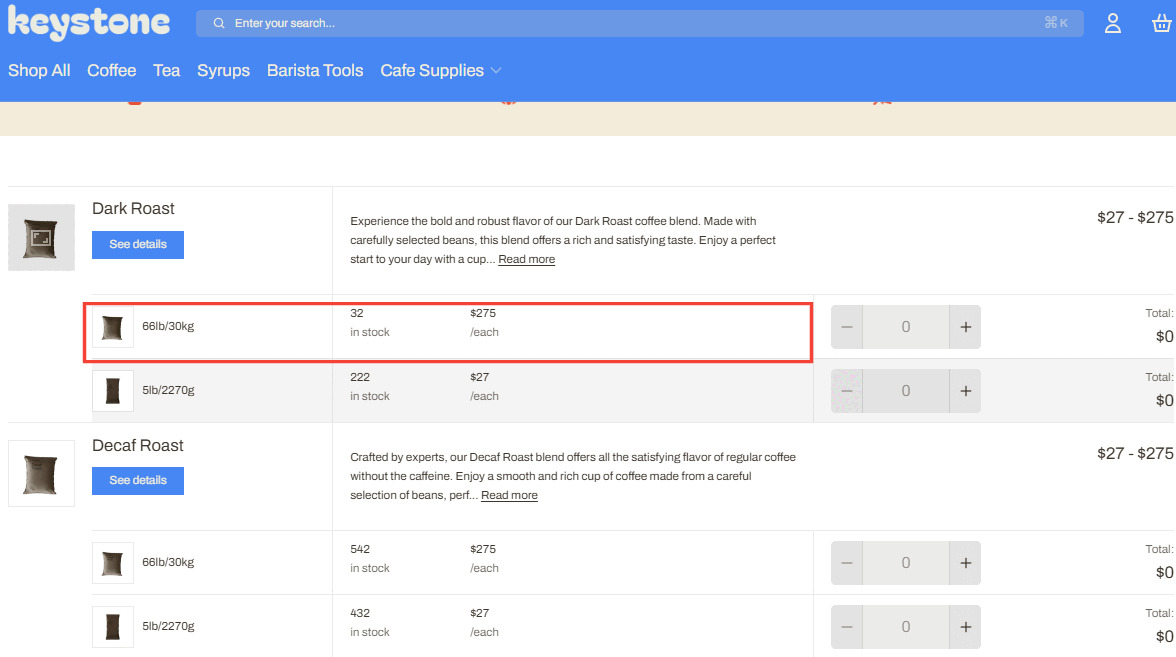 keystone
Enter your search...
⌘ K
Shop All Coffee Tea Syrups Barista Tools Cafe Supplies
Dark Roast
See details
Experience the bold and robust flavor of our Dark Roast coffee blend. Made with
carefully selected beans, this blend offers a rich and satisfying taste. Enjoy a perfect
start to your day with a cup... Read more
$27 - $275
66lb/30kg
32
in stock
$275
/each
− 0 +
Total:
$0
5lb/2270g
222
in stock
$27
/each
− 0 +
Total:
$0
Decaf Roast
See details
Crafted by experts, our Decaf Roast blend offers all the satisfying flavor of regular coffee
without the caffeine. Enjoy a smooth and rich cup of coffee made from a careful
selection of beans, perf... Read more
$27 - $275
66lb/30kg
542
in stock
$275
/each
− 0 +
Total:
$0
5lb/2270g
432
in stock
$27
/each
− 0 +
Total:
$0